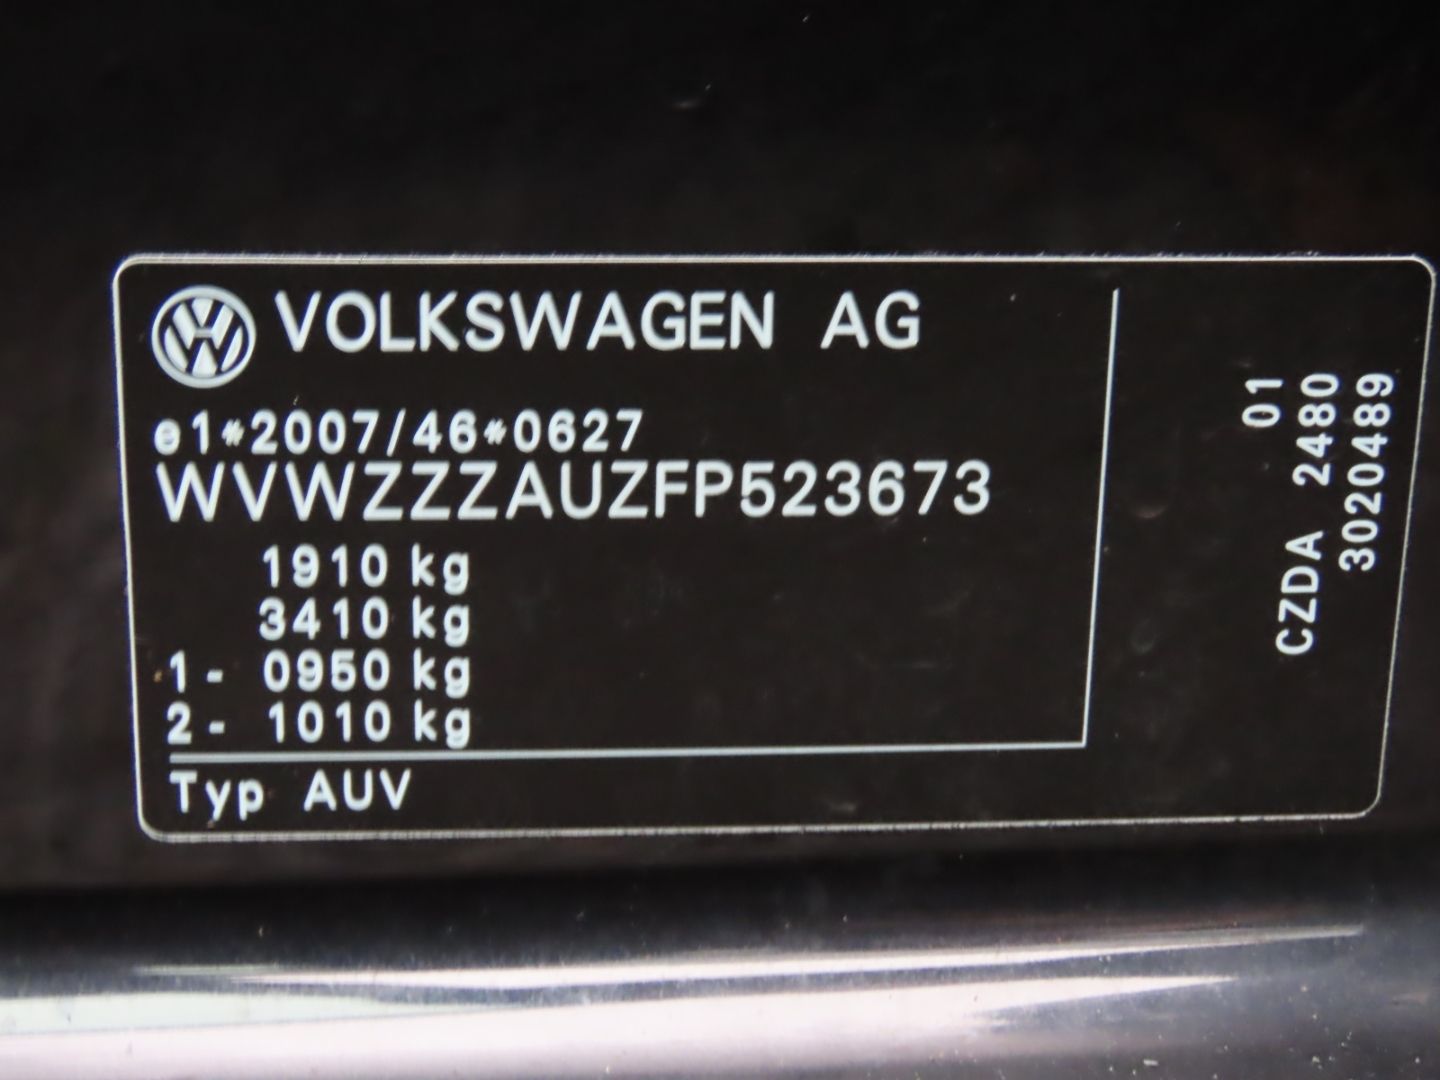 VOLKSWAGEN AG
e1*2007/46*0627
WVWZZZAUZFP523673
1910 kg
3410 kg
1- 0950 kg
2- 1010 kg
Typ AUV
01
CZDA 2480
3020489